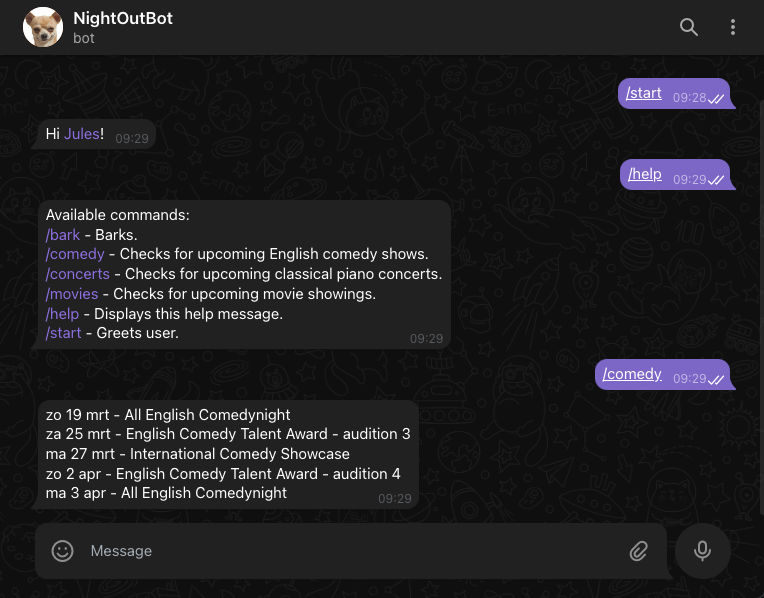 NightOutBot
bot
/start 09:28
Hi Jules! 09:29
/help 09:29
Available commands:
/bark - Barks.
/comedy - Checks for upcoming English comedy shows.
/concerts - Checks for upcoming classical piano concerts.
/movies - Checks for upcoming movie showings.
/help - Displays this help message.
/start - Greets user.
09:29
/comedy 09:29
zo 19 mrt - All English Comedynight
za 25 mrt - English Comedy Talent Award - audition 3
ma 27 mrt - International Comedy Showcase
zo 2 apr - English Comedy Talent Award - audition 4
ma 3 apr - All English Comedynight
09:29
Message